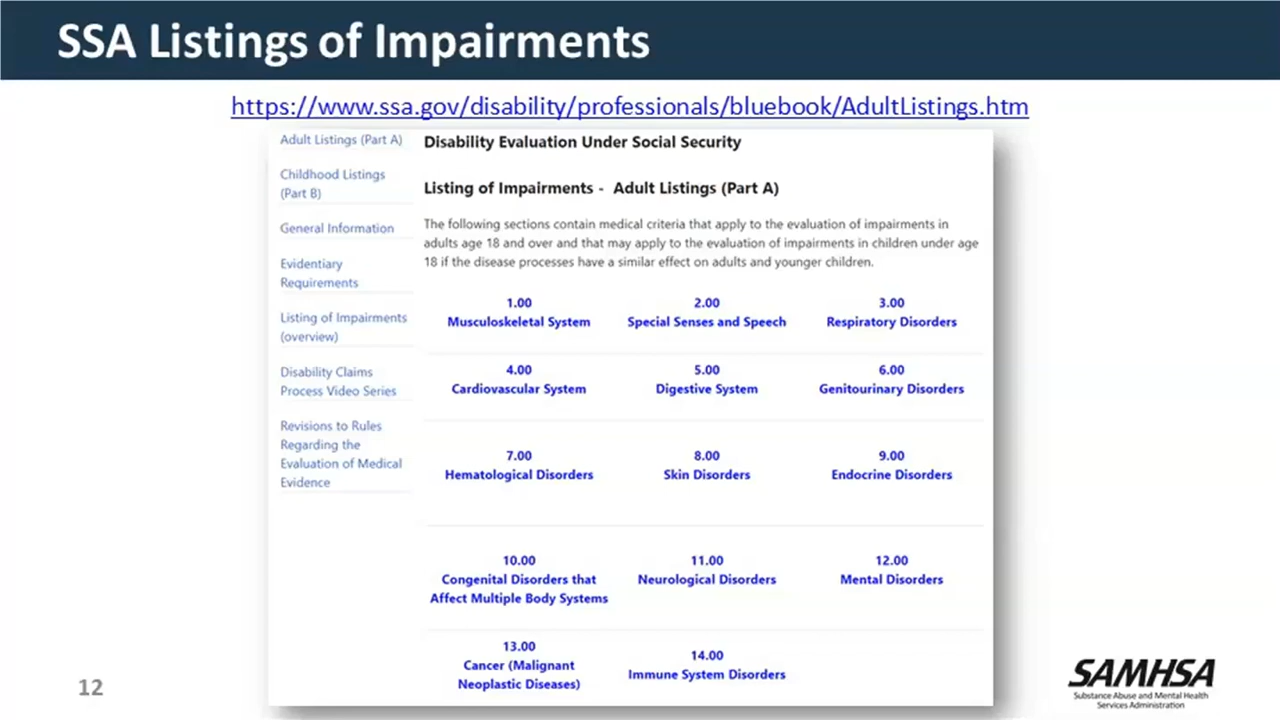 SSA Listings of Impairments
https://www.ssa.gov/disability/professionals/bluebook/AdultListings.htm
Adult Listings (Part A)
Childhood Listings
(Part B)
General Information
Evidentiary
Requirements
Listing of Impairments
(overview)
Disability Claims
Process Video Series
Revisions to Rules
Regarding the
Evaluation of Medical
Evidence
Disability Evaluation Under Social Security
Listing of Impairments - Adult Listings (Part A)
The following sections contain medical criteria that apply to the evaluation of impairments in
adults age 18 and over and that may apply to the evaluation of impairments in children under age
18 if the disease processes have a similar effect on adults and younger children.
1.00
Musculoskeletal System
2.00
Special Senses and Speech
3.00
Respiratory Disorders
4.00
Cardiovascular System
5.00
Digestive System
6.00
Genitourinary Disorders
7.00
Hematological Disorders
8.00
Skin Disorders
9.00
Endocrine Disorders
10.00
Congenital Disorders that
Affect Multiple Body Systems
11.00
Neurological Disorders
12.00
Mental Disorders
13.00
Cancer (Malignant
Neoplastic Diseases)
14.00
Immune System Disorders
12
SAMHSA
Substance Abuse and Mental Health
Services Administration